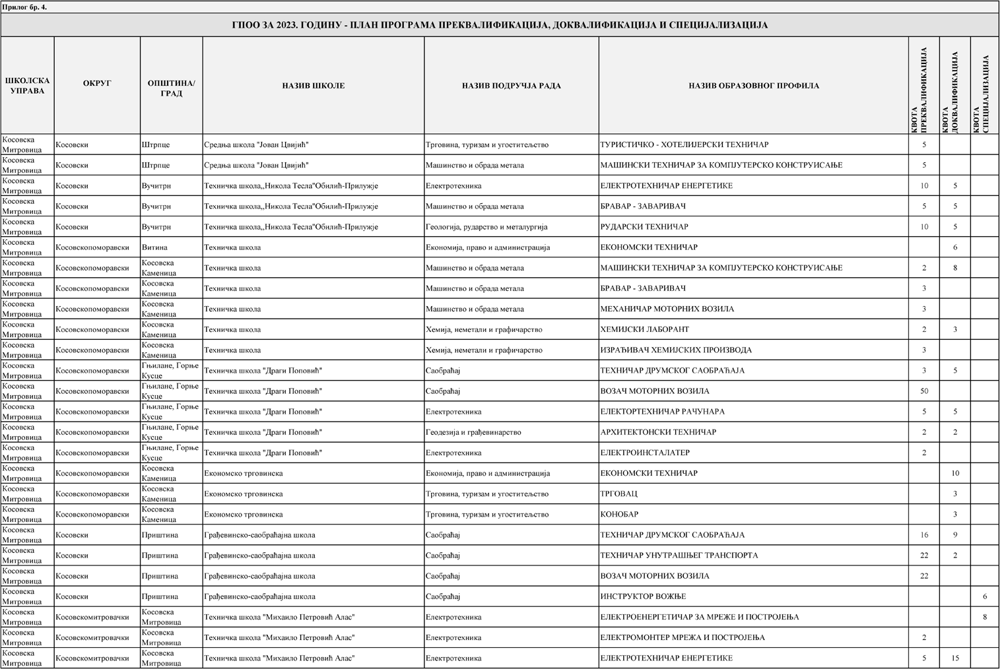 Прилог бр. 4.
ГПОО ЗА 2023. ГОДИНУ - ПЛАН ПРОГРАМА ПРЕКВАЛИФИКАЦИЈА, ДОКВАЛИФИКАЦИЈА И СПЕЦИЈАЛИЗАЦИЈА
ШКОЛСКА УПРАВА ОКРУГ ОПШТИНА/ ГРАД НАЗИВ ШКОЛЕ НАЗИВ ПОДРУЧЈА РАДА НАЗИВ ОБРАЗОВНОГ ПРОФИЛА КВОТА ПРЕКВАЛИФИКАЦИЈА КВОТА ДОКВАЛИФИКАЦИЈА КВОТА СПЕЦИЈАЛИЗАЦИЈА
Косовска Митровица Косовски Штрпце Средња школа "Јован Цвијић" Трговина, туризам и угоститељство ТУРИСТИЧКО - ХОТЕЛИЈЕРСКИ ТЕХНИЧАР 5
Косовска Митровица Косовски Штрпце Средња школа "Јован Цвијић" Машинство и обрада метала МАШИНСКИ ТЕХНИЧАР ЗА КОМПЈУТЕРСКО КОНСТРУИСАЊЕ 5
Косовска Митровица Косовски Вучитрн Техничка школа,,Никола Тесла"Обилић-Прилужје Електротехника ЕЛЕКТРОТЕХНИЧАР ЕНЕРГЕТИКЕ 10 5
Косовска Митровица Косовски Вучитрн Техничка школа,,Никола Тесла"Обилић-Прилужје Машинство и обрада метала БРАВАР - ЗАВАРИВАЧ 5 5
Косовска Митровица Косовски Вучитрн Техничка школа,,Никола Тесла"Обилић-Прилужје Геологија, рударство и металургија РУДАРСКИ ТЕХНИЧАР 10 5
Косовска Митровица Косовскопоморавски Витина Техничка школа Економија, право и администрација ЕКОНОМСКИ ТЕХНИЧАР 6
Косовска Митровица Косовскопоморавски Косовска Каменица Техничка школа Машинство и обрада метала МАШИНСКИ ТЕХНИЧАР ЗА КОМПЈУТЕРСКО КОНСТРУИСАЊЕ 2 8
Косовска Митровица Косовскопоморавски Косовска Каменица Техничка школа Машинство и обрада метала БРАВАР - ЗАВАРИВАЧ 3
Косовска Митровица Косовскопоморавски Косовска Каменица Техничка школа Машинство и обрада метала МЕХАНИЧАР МОТОРНИХ ВОЗИЛА 3
Косовска Митровица Косовскопоморавски Косовска Каменица Техничка школа Хемија, неметали и графичарство ХЕМИЈСКИ ЛАБОРАНТ 2 3
Косовска Митровица Косовскопоморавски Косовска Каменица Техничка школа Хемија, неметали и графичарство ИЗРАЂИВАЧ ХЕМИЈСКИХ ПРОИЗВОДА 3
Косовска Митровица Косовскопоморавски Гњилане, Горње Кусце Техничка школа "Драги Поповић" Саобраћај ТЕХНИЧАР ДРУМСКОГ САОБРАЋАЈА 3 5
Косовска Митровица Косовскопоморавски Гњилане, Горње Кусце Техничка школа "Драги Поповић" Саобраћај ВОЗАЧ МОТОРНИХ ВОЗИЛА 50
Косовска Митровица Косовскопоморавски Гњилане, Горње Кусце Техничка школа "Драги Поповић" Електротехника ЕЛЕКТОРТЕХНИЧАР РАЧУНАРА 5 5
Косовска Митровица Косовскопоморавски Гњилане, Горње Кусце Техничка школа "Драги Поповић" Геодезија и грађевинарство АРХИТЕКТОНСКИ ТЕХНИЧАР 2 2
Косовска Митровица Косовскопоморавски Гњилане, Горње Кусце Техничка школа "Драги Поповић" Електротехника ЕЛЕКТРОИНСТАЛАТЕР 2
Косовска Митровица Косовскопоморавски Косовска Каменица Економско трговинска Економија, право и администрација ЕКОНОМСКИ ТЕХНИЧАР 10
Косовска Митровица Косовскопоморавски Косовска Каменица Економско трговинска Трговина, туризам и угоститељство ТРГОВАЦ 3
Косовска Митровица Косовскопоморавски Косовска Каменица Економско трговинска Трговина, туризам и угоститељство КОНОБАР 3
Косовска Митровица Косовски Приштина Грађевинско-саобраћајна школа Саобраћај ТЕХНИЧАР ДРУМСКОГ САОБРАЋАЈА 16 9
Косовска Митровица Косовски Приштина Грађевинско-саобраћајна школа Саобраћај ТЕХНИЧАР УНУТРАШЊЕГ ТРАНСПОРТА 22 2
Косовска Митровица Косовски Приштина Грађевинско-саобраћајна школа Саобраћај ВОЗАЧ МОТОРНИХ ВОЗИЛА 22
Косовска Митровица Косовски Приштина Грађевинско-саобраћајна школа Саобраћај ИНСТРУКТОР ВОЖЊЕ 6
Косовска Митровица Косовскомитровачки Косовска Митровица Техничка школа "Михаило Петровић Алас" Електротехника ЕЛЕКТРОЕНЕРГЕТИЧАР ЗА МРЕЖЕ И ПОСТРОЈЕЊА 8
Косовска Митровица Косовскомитровачки Косовска Митровица Техничка школа "Михаило Петровић Алас" Електротехника ЕЛЕКТРОМОНТЕР МРЕЖА И ПОСТРОЈЕЊА 2
Косовска Митровица Косовскомитровачки Косовска Митровица Техничка школа "Михаило Петровић Алас" Електротехника ЕЛЕКТРОТЕХНИЧАР ЕНЕРГЕТИКЕ 5 15